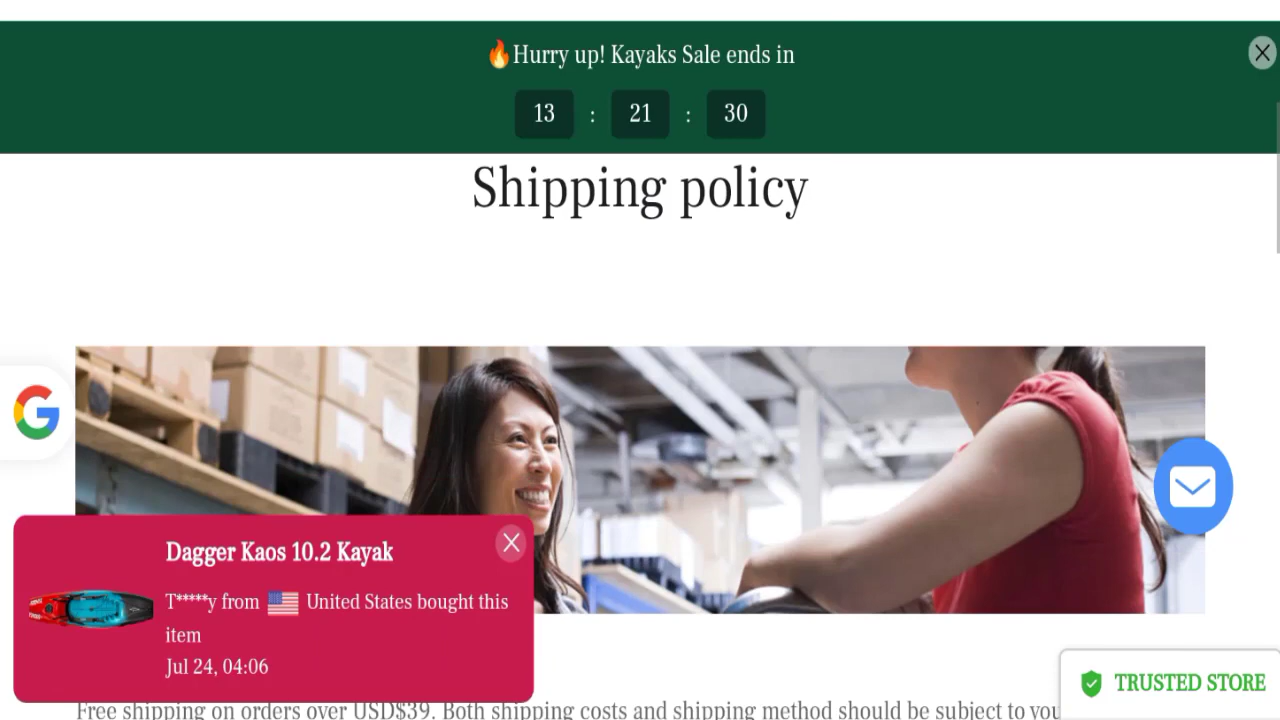 🔥Hurry up! Kayaks Sale ends in
13 : 21 : 30
Shipping policy
Dagger Kaos 10.2 Kayak
T*****y from 🇺🇸 United States bought this
item
Jul 24, 04:06
TRUSTED STORE
Free shipping on orders over USD$39. Both shipping costs and shipping method should be subject to you